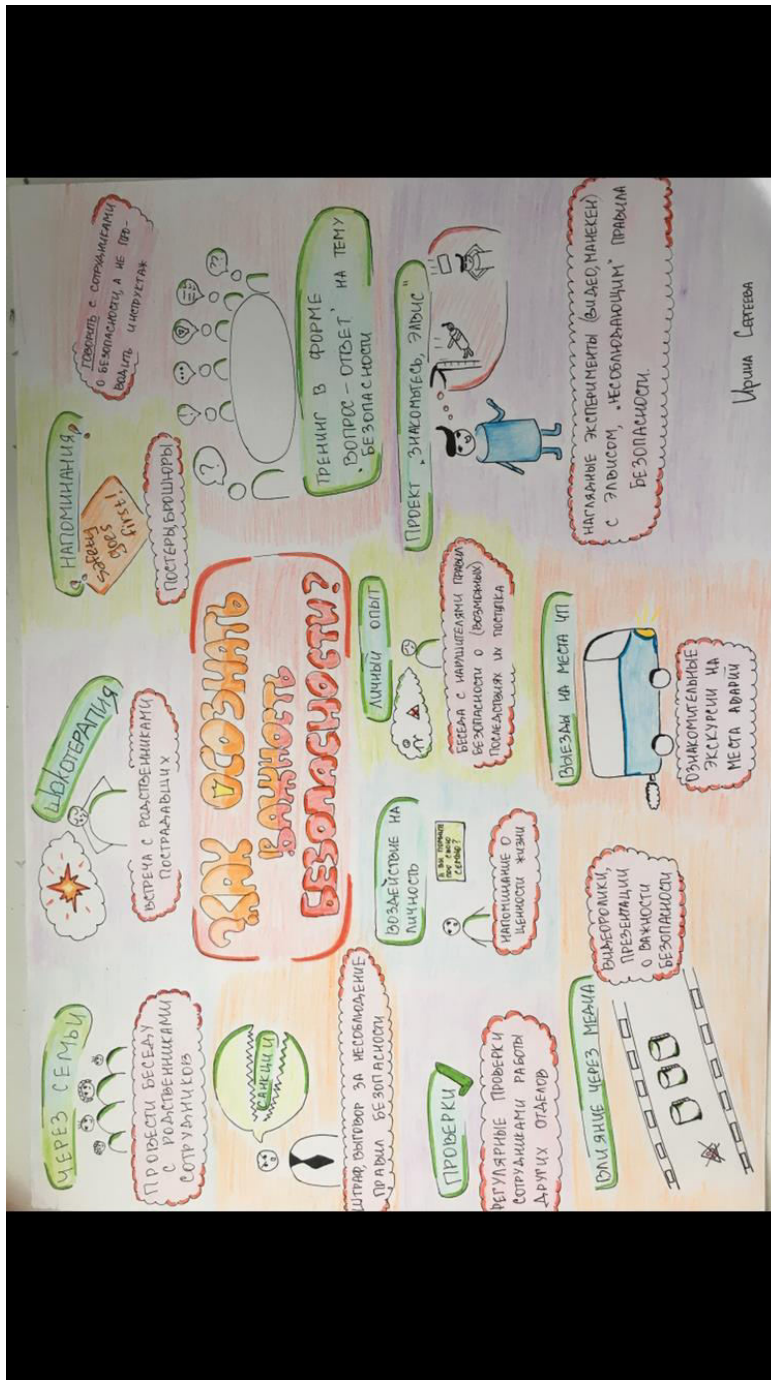 ЧЕРЕЗ СЕМЬИ
ПРОВЕСТИ БЕСЕДУ
С РОДСТВЕННИКАМИ
СОТРУДНИКОВ
ШОКОТЕРАПИЯ
ВСТРЕЧА С РОДСТВЕННИКАМИ
ПОСТРАДАВШИХ
НАПОМИНАНИЯ
Safety
goes
first!
ПОСТЕРЫ, БРОШЮРЫ
ГОВОРИТЬ С СОТРУДНИКАМИ
О БЕЗОПАСНОСТИ, А НЕ ПРО-
ВОДИТЬ ИНСТРУКТАЖ
САНКЦИИ
ШТРАФ, ВЫГОВОР ЗА НЕСОБЛЮДЕНИЕ
ПРАВИЛ БЕЗОПАСНОСТИ
КАК ОСОЗНАТЬ
ВАЖНОСТЬ
БЕЗОПАСНОСТИ?
ТРЕНИНГ В ФОРМЕ
"ВОПРОС – ОТВЕТ" НА ТЕМУ
БЕЗОПАСНОСТИ
ПРОВЕРКИ
РЕГУЛЯРНЫЕ ПРОВЕРКИ
СОТРУДНИКАМИ РАБОТЫ
ДРУГИХ ОТДЕЛОВ
ВОЗДЕЙСТВИЕ НА
ЛИЧНОСТЬ
СЕМЬЮ?
НАПОМИНАНИЕ О
ЦЕННОСТИ ЖИЗНИ
ЛИЧНЫЙ ОПЫТ
БЕСЕДА С НАРУШИТЕЛЯМИ ПРАВИЛ
БЕЗОПАСНОСТИ О (ВОЗМОЖНЫХ)
ПОСЛЕДСТВИЯХ ИХ ПОСТУПКА
ПРОЕКТ "ЗНАКОМЬТЕСЬ, ЭЛВИС"
НАГЛЯДНЫЕ ЭКСПЕРИМЕНТЫ (ВИДЕО, МАНЕКЕН)
С ЭЛВИСОМ, "НЕСОБЛЮДАЮЩИМ" ПРАВИЛА
БЕЗОПАСНОСТИ.
ВЛИЯНИЕ ЧЕРЕЗ МЕДИА
ВИДЕОРОЛИКИ,
ПРЕЗЕНТАЦИИ
О ВАЖНОСТИ
БЕЗОПАСНОСТИ
ВЫЕЗДЫ НА МЕСТА ЧП
ОЗНАКОМИТЕЛЬНЫЕ
ЭКСКУРСИИ НА
МЕСТА АВАРИЙ
Ирина Сергеева